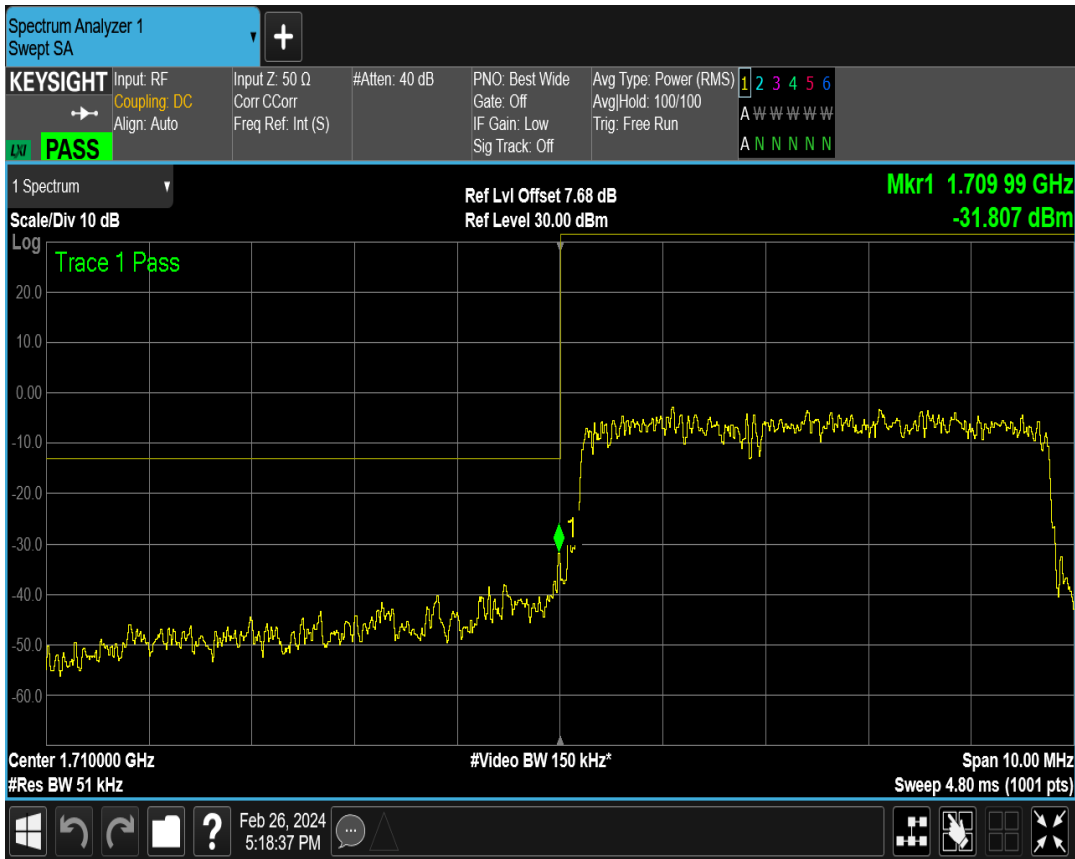 Spectrum Analyzer 1
Swept SA
+
KEYSIGHT
LXI
PASS
Input: RF
Coupling: DC
Align: Auto
Input Z: 50 Ω
Corr CCorr
Freq Ref: Int (S)
#Atten: 40 dB
PNO: Best Wide
Gate: Off
IF Gain: Low
Sig Track: Off
Avg Type: Power (RMS)
Avg|Hold: 100/100
Trig: Free Run
1 2 3 4 5 6
A W W W W W
A N N N N N
1 Spectrum
Scale/Div 10 dB
Ref Lvl Offset 7.68 dB
Ref Level 30.00 dBm
Mkr1 1.709 99 GHz
-31.807 dBm
Log
Trace 1 Pass
20.0
10.0
0.00
-10.0
-20.0
-30.0
-40.0
-50.0
-60.0
1
Center 1.710000 GHz
#Res BW 51 kHz
#Video BW 150 kHz*
Span 10.00 MHz
Sweep 4.80 ms (1001 pts)
?
Feb 26, 2024
5:18:37 PM